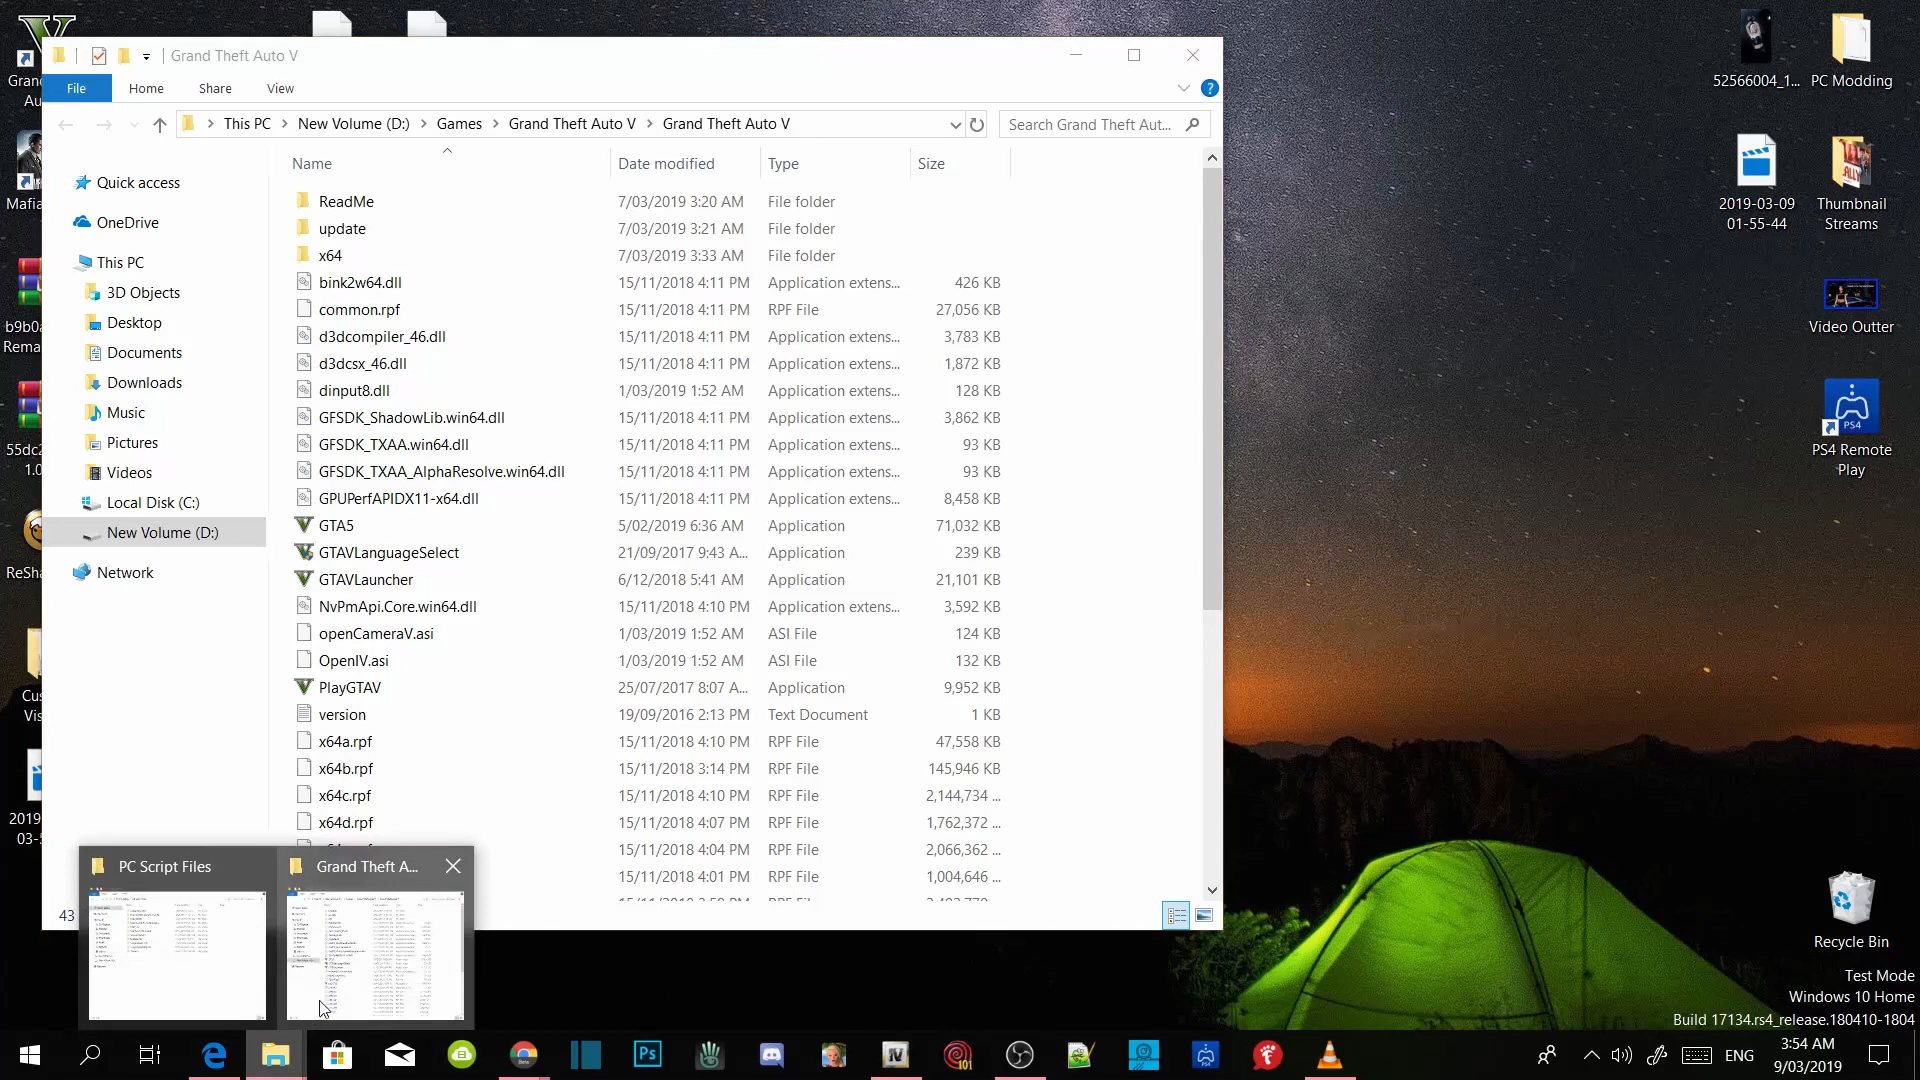 Grand Theft Auto V
File
Home
Share
View
This PC
New Volume (D:)
Games
Grand Theft Auto V
Grand Theft Auto V
Search Grand Theft Aut...
Name
Date modified
Type
Size
Quick access
OneDrive
This PC
3D Objects
Desktop
Documents
Downloads
Music
Pictures
Videos
Local Disk (C:)
New Volume (D:)
Network
ReadMe 7/03/2019 3:20 AM File folder
update 7/03/2019 3:21 AM File folder
x64 7/03/2019 3:33 AM File folder
bink2w64.dll 15/11/2018 4:11 PM Application extens... 426 KB
common.rpf 15/11/2018 4:11 PM RPF File 27,056 KB
d3dcompiler_46.dll 15/11/2018 4:11 PM Application extens... 3,783 KB
d3dcsx_46.dll 15/11/2018 4:11 PM Application extens... 1,872 KB
dinput8.dll 1/03/2019 1:52 AM Application extens... 128 KB
GFSDK_ShadowLib.win64.dll 15/11/2018 4:11 PM Application extens... 3,862 KB
GFSDK_TXAA.win64.dll 15/11/2018 4:11 PM Application extens... 93 KB
GFSDK_TXAA_AlphaResolve.win64.dll 15/11/2018 4:11 PM Application extens... 93 KB
GPUPerfAPIDX11-x64.dll 15/11/2018 4:11 PM Application extens... 8,458 KB
GTA5 5/02/2019 6:36 AM Application 71,032 KB
GTAVLanguageSelect 21/09/2017 9:43 A... Application 239 KB
GTAVLauncher 6/12/2018 5:41 AM Application 21,101 KB
NvPmApi.Core.win64.dll 15/11/2018 4:10 PM Application extens... 3,592 KB
openCameraV.asi 1/03/2019 1:52 AM ASI File 124 KB
OpenIV.asi 1/03/2019 1:52 AM ASI File 132 KB
PlayGTAV 25/07/2017 8:07 A... Application 9,952 KB
version 19/09/2016 2:13 PM Text Document 1 KB
x64a.rpf 15/11/2018 4:10 PM RPF File 47,558 KB
x64b.rpf 15/11/2018 3:14 PM RPF File 145,946 KB
x64c.rpf 15/11/2018 4:10 PM RPF File 2,144,734 ...
x64d.rpf 15/11/2018 4:07 PM RPF File 1,762,372 ...
15/11/2018 4:04 PM RPF File 2,066,362 ...
15/11/2018 4:01 PM RPF File 1,004,646 ...
43
PC Script Files
Grand Theft A...
Gran
Au
Mafia
b9b0a
Rema
55dc2
1.0
ReSha
Cus
Vis
2019
03-
52566004_1...
PC Modding
2019-03-09
01-55-44
Thumbnail
Streams
Video Outter
PS4
PS4 Remote
Play
Recycle Bin
Test Mode
Windows 10 Home
Build 17134.rs4_release.180410-1804
Ps
IV
101
PS4
ENG
3:54 AM
9/03/2019